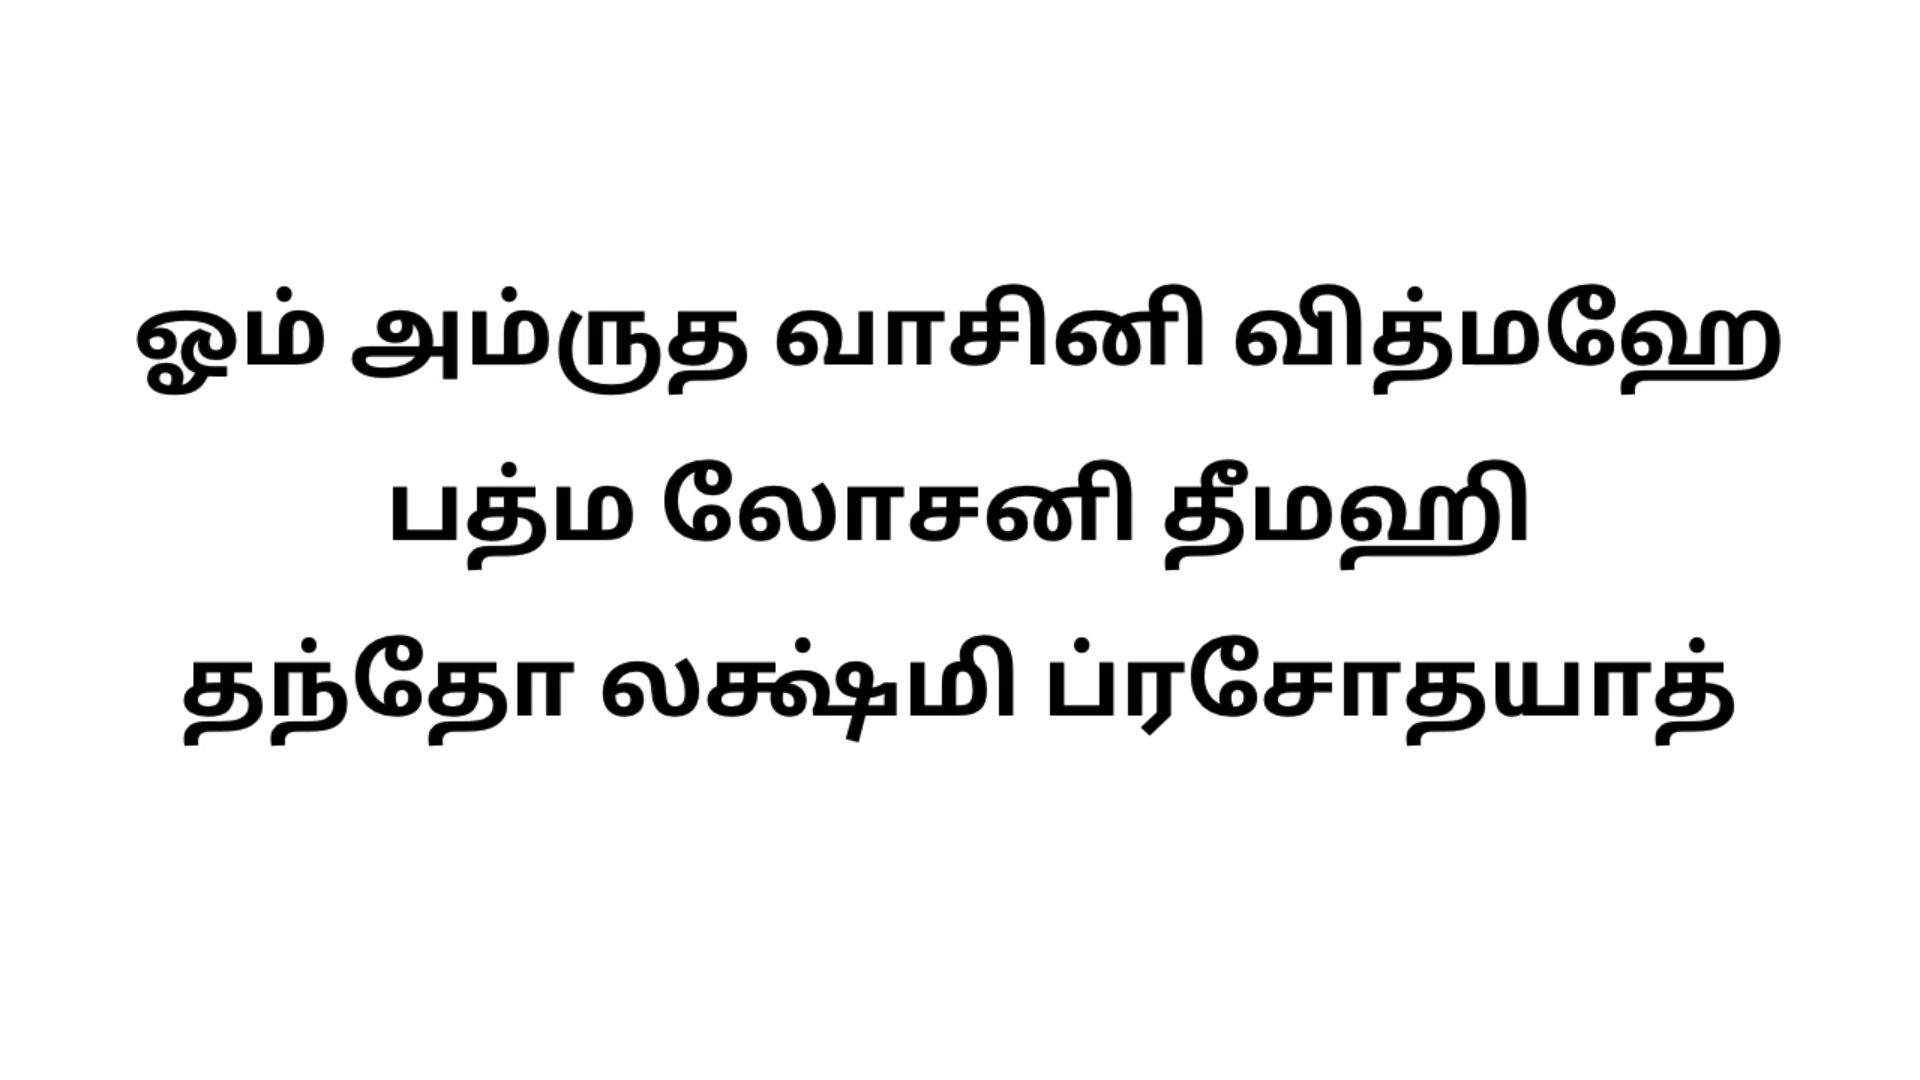 ஓம் அம்ருத வாசினி வித்மஹே
பத்ம லோசனி தீமஹி
தந்தோ லக்ஷ்மி ப்ரசோதயாத்